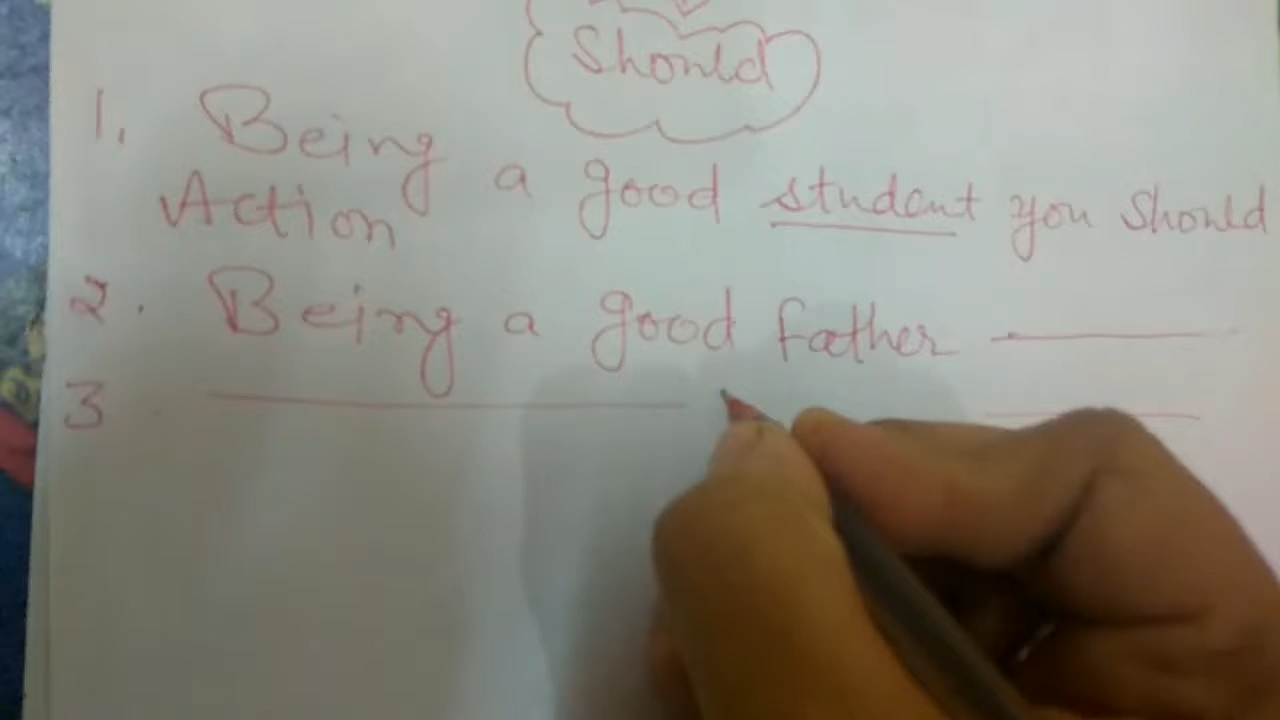 Should
1. Being a good student you should
Action
2. Being a good father
3